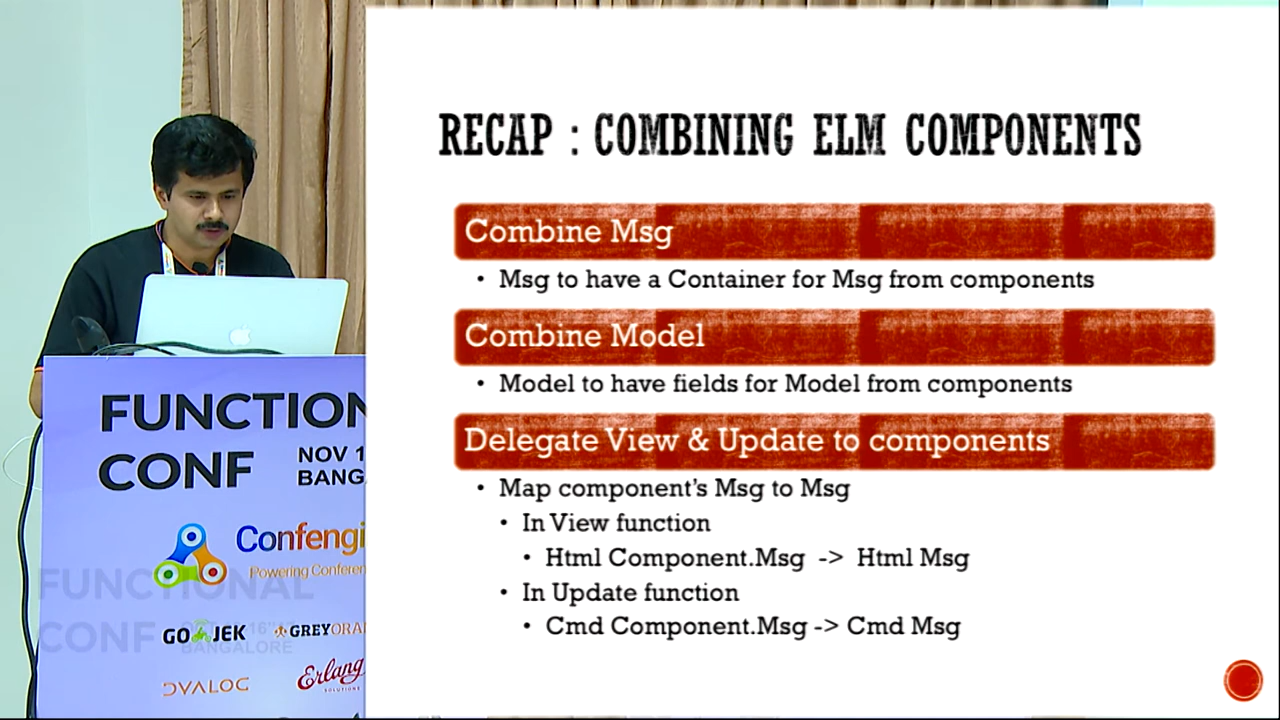 RECAP : COMBINING ELM COMPONENTS
Combine Msg
• Msg to have a Container for Msg from components
Combine Model
• Model to have fields for Model from components
Delegate View & Update to components
• Map component's Msg to Msg
• In View function
• Html Component.Msg -> Html Msg
• In Update function
• Cmd Component.Msg -> Cmd Msg
FUNCTION
CONF
NOV 1
BANG
Confengi
Powering Conferen
FUNCTIONAL
CONF
BANGALORE
GO JEK
GREYORA
DVALOC
Erlang
SOLUTIONS